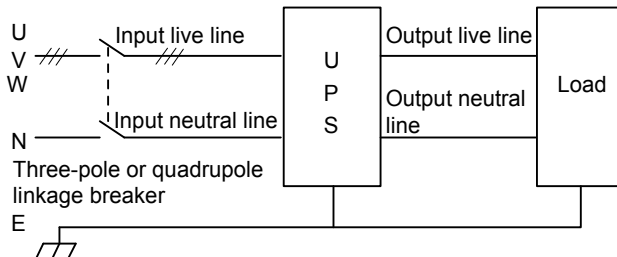 U
V
W
Input live line
N
Input neutral line
Three-pole or quadrupole
linkage breaker
E
U
P
S
Output live line
Output neutral
line
Load